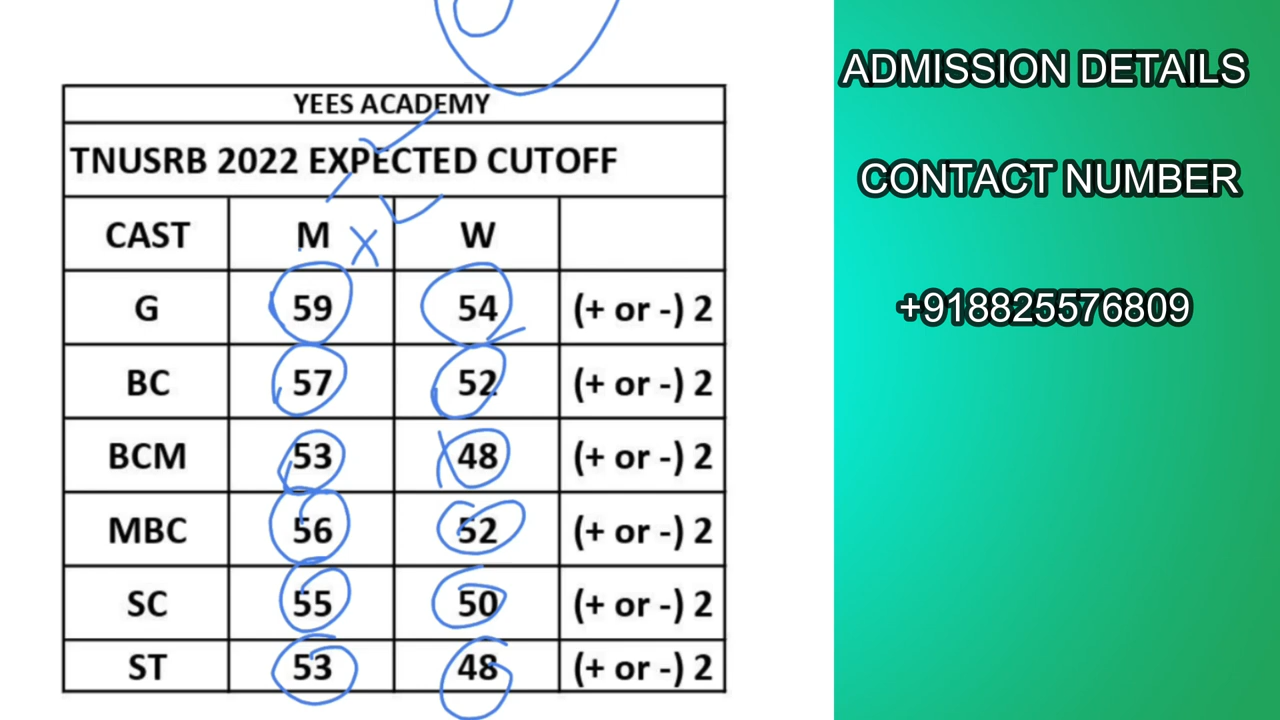 YEES ACADEMY
TNUSRB 2022 EXPECTED CUTOFF
CAST M W
G 59 54 (+ or -) 2
BC 57 52 (+ or -) 2
BCM 53 48 (+ or -) 2
MBC 56 52 (+ or -) 2
SC 55 50 (+ or -) 2
ST 53 48 (+ or -) 2
ADMISSION DETAILS
CONTACT NUMBER
+918825576809